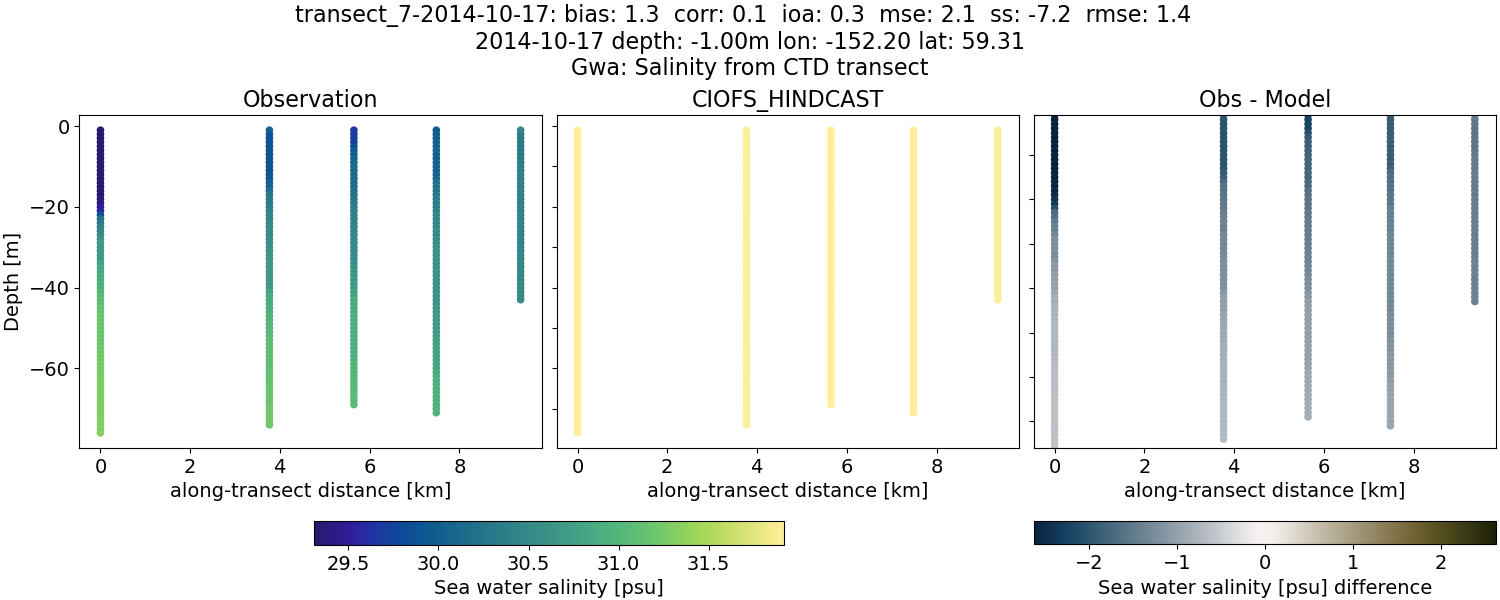 transect_7-2014-10-17: bias: 1.3  corr: 0.1  ioa: 0.3  mse: 2.1  ss: -7.2  rmse: 1.4
2014-10-17 depth: -1.00m lon: -152.20 lat: 59.31
Gwa: Salinity from CTD transect
Observation
CIOFS_HINDCAST
Obs - Model
Depth [m]
0
−20
−40
−60
0 2 4 6 8
0 2 4 6 8
0 2 4 6 8
along-transect distance [km]
along-transect distance [km]
along-transect distance [km]
29.5 30.0 30.5 31.0 31.5
Sea water salinity [psu]
−2 −1 0 1 2
Sea water salinity [psu] difference